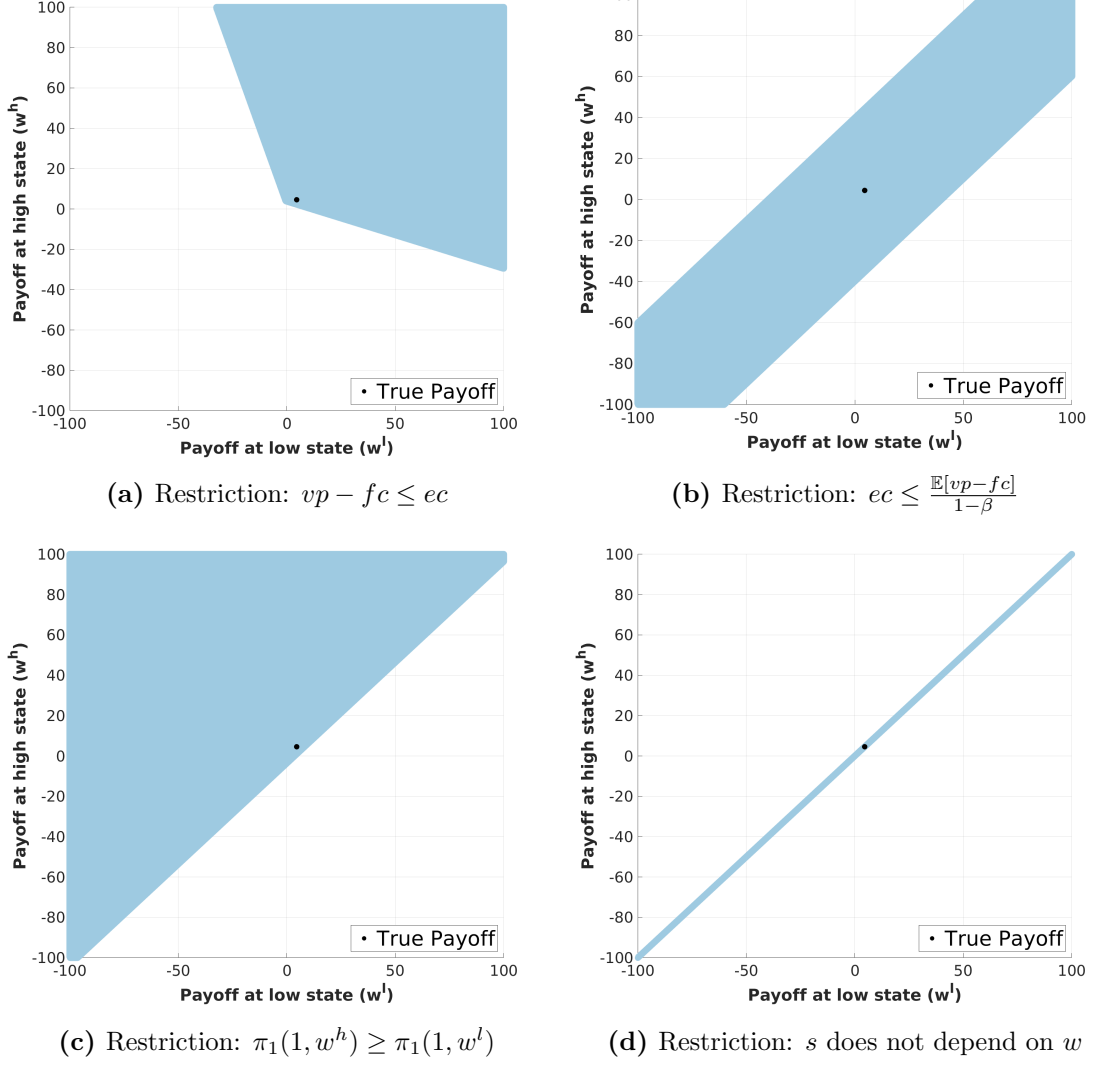 100
80
60
40
20
0
-20
-40
-60
-80
-100
-100 -50 0 50 100
Payoff at high state (w^h)
Payoff at low state (w^l)
True Payoff
(a) Restriction: vp − fc ≤ ec
80
60
40
20
0
-20
-40
-60
-80
-100
-100 -50 0 50 100
Payoff at high state (w^h)
Payoff at low state (w^l)
True Payoff
(b) Restriction: ec ≤ 𝔼[vp−fc] / 1−β
100
80
60
40
20
0
-20
-40
-60
-80
-100
-100 -50 0 50 100
Payoff at high state (w^h)
Payoff at low state (w^l)
True Payoff
(c) Restriction: π₁(1, w^h) ≥ π₁(1, w^l)
100
80
60
40
20
0
-20
-40
-60
-80
-100
-100 -50 0 50 100
Payoff at high state (w^h)
Payoff at low state (w^l)
True Payoff
(d) Restriction: s does not depend on w